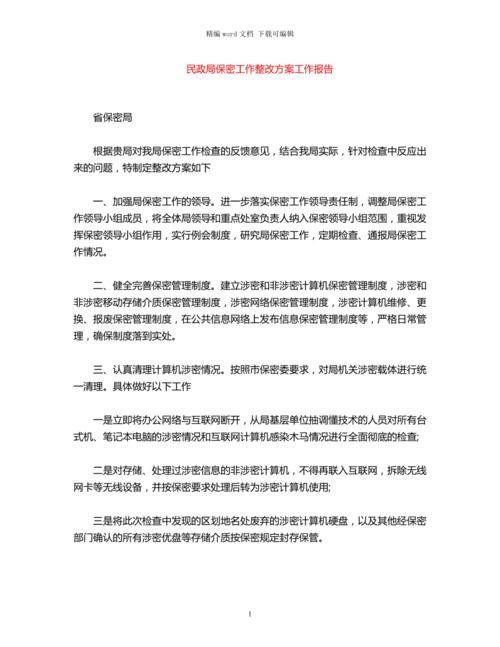 精编 word 文档 下载可编辑
民政局保密工作整改方案工作报告
省保密局
根据贵局对我局保密工作检查的反馈意见，结合我局实际，针对检查中反应出
来的问题，特制定整改方案如下
一、加强局保密工作的领导。进一步落实保密工作领导责任制，调整局保密工
作领导小组成员，将全体局领导和重点处室负责人纳入保密领导小组范围，重视发
挥保密领导小组作用，实行例会制度，研究局保密工作，定期检查、通报局保密工
作情况。
二、健全完善保密管理制度。建立涉密和非涉密计算机保密管理制度，涉密和
非涉密移动存储介质保密管理制度，涉密网络保密管理制度，涉密计算机维修、更
换、报废保密管理制度，在公共信息网络上发布信息保密管理制度等，严格日常管
理，确保制度落到实处。
三、认真清理计算机涉密情况。按照市保密委要求，对局机关涉密载体进行统
一清理。具体做好以下工作
一是立即将办公网络与互联网断开，从局基层单位抽调懂技术的人员对所有台
式机、笔记本电脑的涉密情况和互联网计算机感染木马情况进行全面彻底的检查;
二是对存储、处理过涉密信息的非涉密计算机，不得再联入互联网，拆除无线
网卡等无线设备，并按保密要求处理后转为涉密计算机使用;
三是将此次检查中发现的区划地名处废弃的涉密计算机硬盘，以及其他经保密
部门确认的所有涉密优盘等存储介质按保密规定封存保管。
1